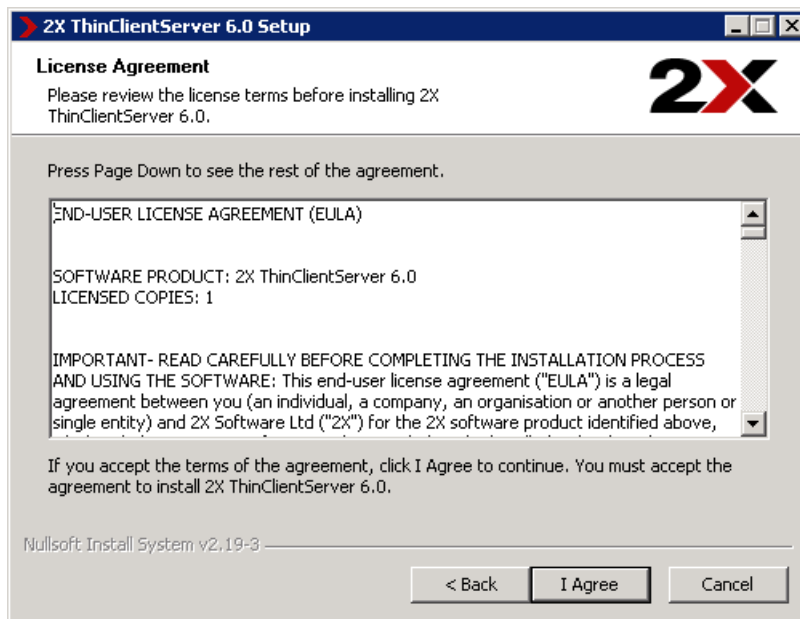 2X ThinClientServer 6.0 Setup
License Agreement
Please review the license terms before installing 2X
ThinClientServer 6.0.
2X
Press Page Down to see the rest of the agreement.
END-USER LICENSE AGREEMENT (EULA)
SOFTWARE PRODUCT: 2X ThinClientServer 6.0
LICENSED COPIES: 1
IMPORTANT- READ CAREFULLY BEFORE COMPLETING THE INSTALLATION PROCESS
AND USING THE SOFTWARE: This end-user license agreement ("EULA") is a legal
agreement between you (an individual, a company, an organisation or another person or
single entity) and 2X Software Ltd ("2X") for the 2X software product identified above,
If you accept the terms of the agreement, click I Agree to continue. You must accept the
agreement to install 2X ThinClientServer 6.0.
Nullsoft Install System v2.19-3
< Back
I Agree
Cancel